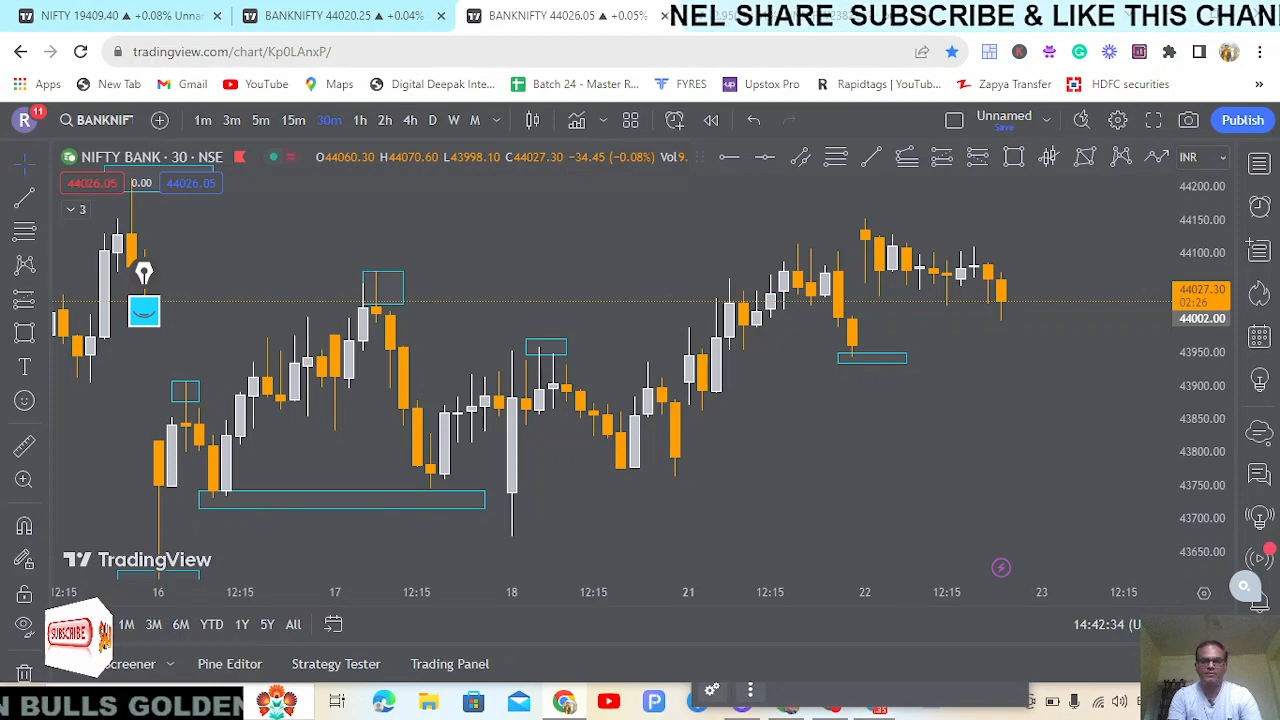 NIFTY 19409.40 ▲ +0.08% Unnar
BANKNIFTY 44020.25 ▲ +0.04%
BANKNIFTY 44026.05 ▲ +0.05%
NEL SHARE SUBSCRIBE & LIKE THIS CHAN
tradingview.com/chart/Kp0LAnxP/
Apps
New Tab
Gmail
YouTube
Maps
Digital Deepak Inte...
Batch 24 - Master R...
FYRES
Upstox Pro
Rapidtags | YouTub...
Zapya Transfer
HDFC securities
»
R
11
BANKNIFT
1m 3m 5m 15m 30m 1h 2h 4h D W M
Unnamed
Save
Publish
NIFTY BANK · 30 · NSE
O44060.30 H44070.60 L43998.10 C44027.30 −34.45 (−0.08%) Vol9.
INR
44026.05
0.00
44026.05
3
44200.00
44150.00
44100.00
44027.30
02:26
44002.00
43950.00
43900.00
43850.00
43800.00
43750.00
43700.00
43650.00
TradingView
12:15 16 12:15 17 12:15 18 12:15 21 12:15 22 12:15 23 12:15
SUBSCRIBE
1M 3M 6M YTD 1Y 5Y All
14:42:34 (U
creener
Pine Editor
Strategy Tester
Trading Panel
N BULLS GOLDEN